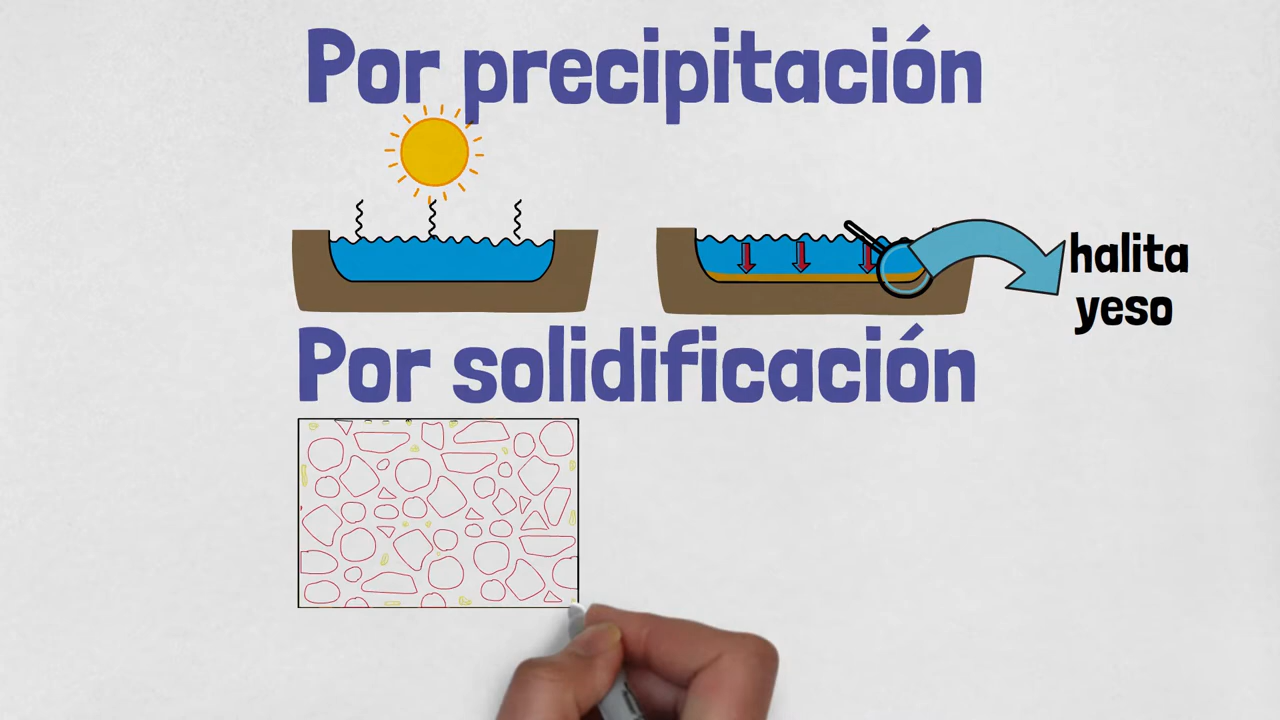 Por precipitación
halita
yeso
Por solidificación